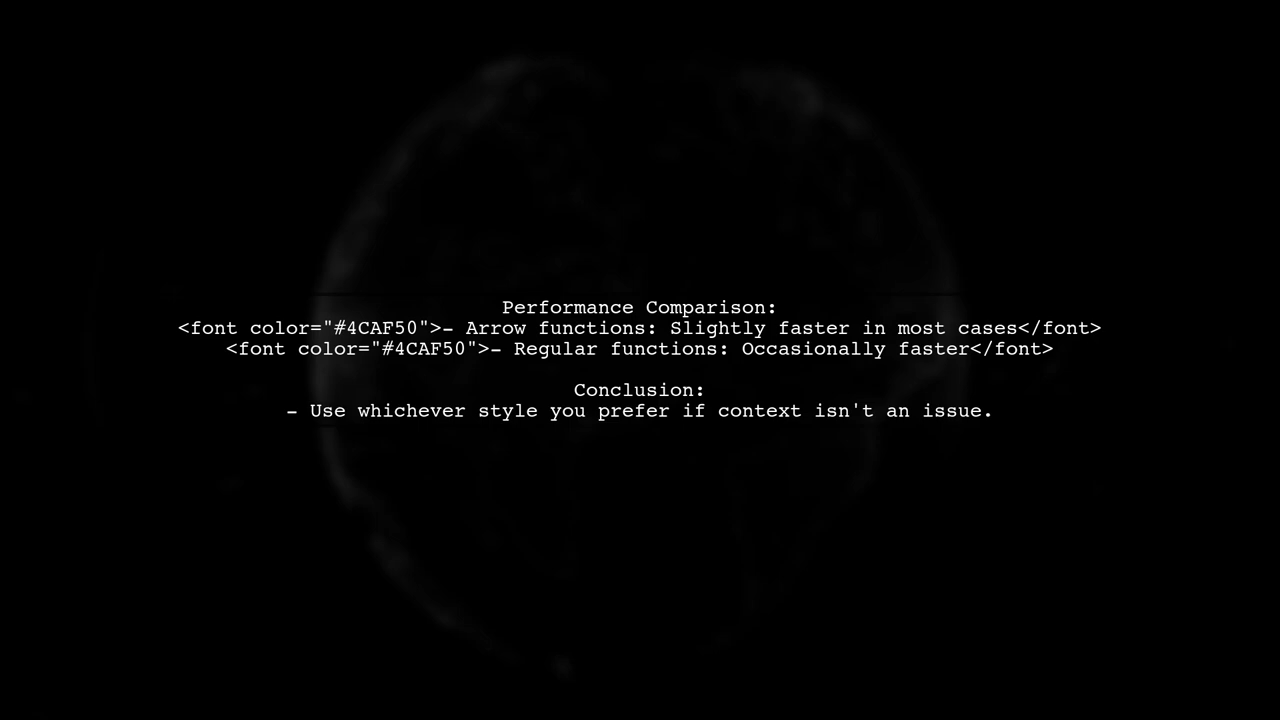 Performance Comparison:
<font color="#4CAF50">- Arrow functions: Slightly faster in most cases</font>
<font color="#4CAF50">- Regular functions: Occasionally faster</font>
Conclusion:
- Use whichever style you prefer if context isn't an issue.